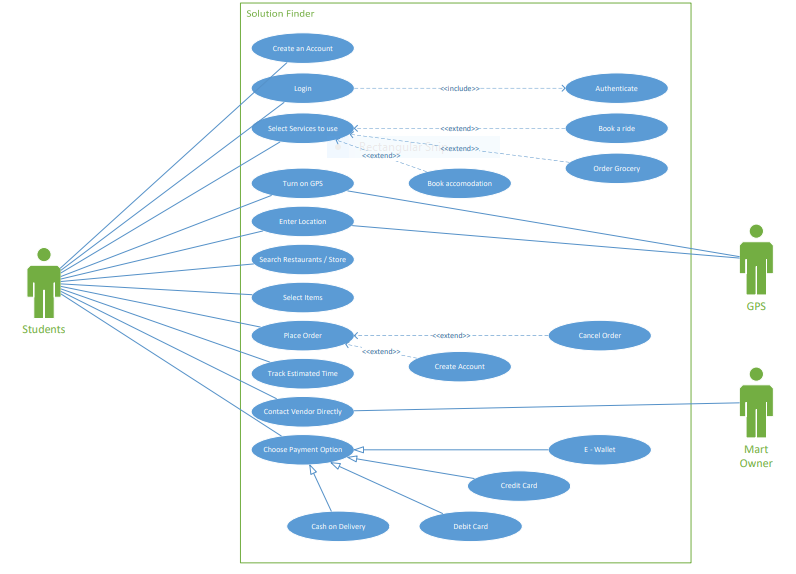 Solution Finder
Create an Account
Login
<<include>>
Authenticate
Select Services to use
<<extend>>
Book a ride
<<extend>>
<<extend>>
Order Grocery
Turn on GPS
Book accomodation
Enter Location
Search Restaurants / Store
Select Items
Students
GPS
Place Order
<<extend>>
Cancel Order
<<extend>>
Create Account
Track Estimated Time
Contact Vendor Directly
Mart
Owner
Choose Payment Option
E - Wallet
Credit Card
Cash on Delivery
Debit Card